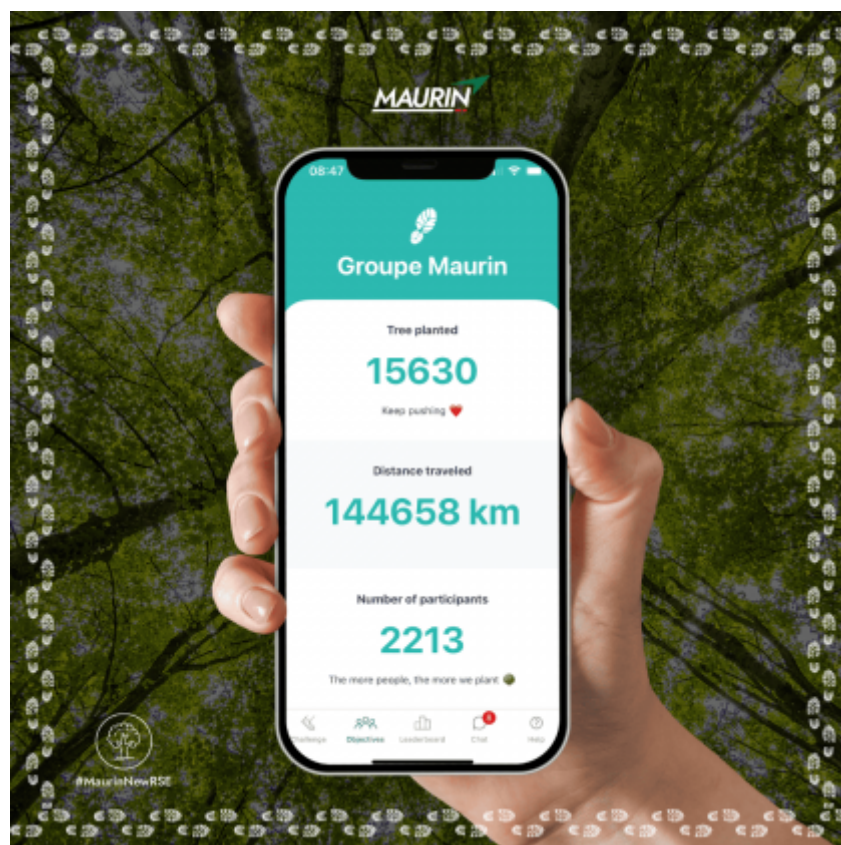 MAURIN
08:47
Groupe Maurin
Tree planted
15630
Keep pushing ❤️
Distance traveled
144658 km
Number of participants
2213
The more people, the more we plant
Challenge Objectives Leaderboard Chat Help
#MaurinNewRSE